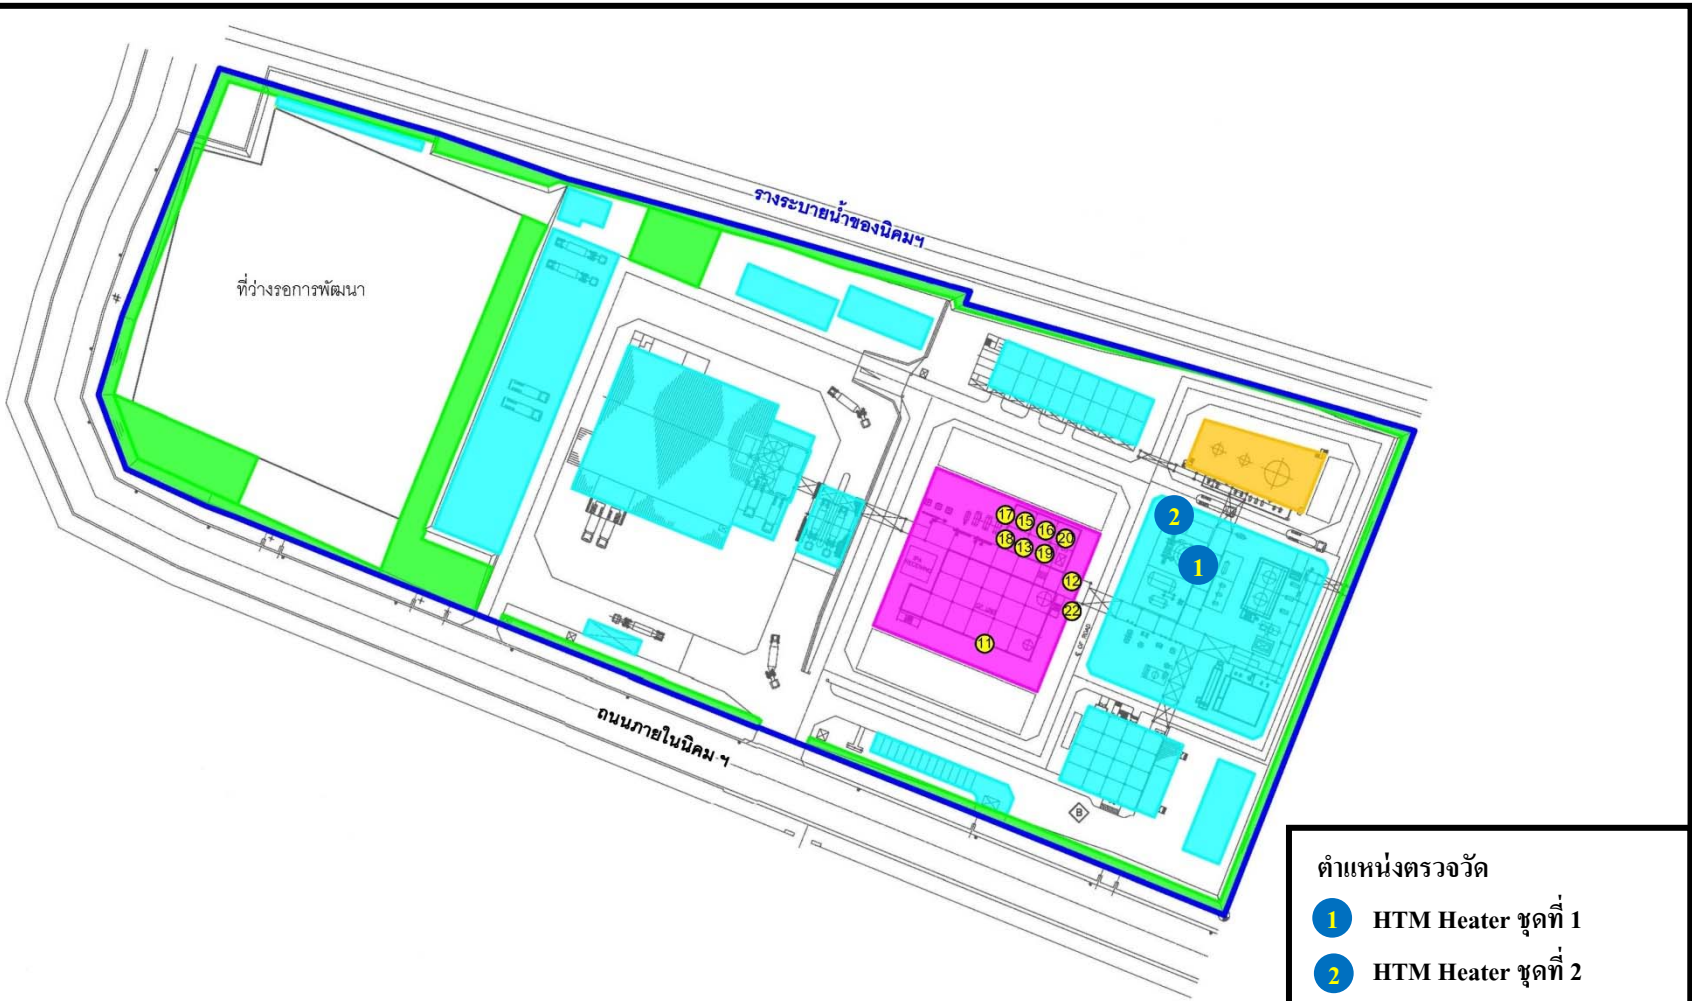 รางระบายน้ำของนิคมฯ
ที่ว่างรอการพัฒนา
2
1
17
15
16
20
18
13
19
12
22
11
E OF ROAD
ถนนภายในนิคม ฯ
B
ตำแหน่งตรวจวัด
1 HTM Heater ชุดที่ 1
2 HTM Heater ชุดที่ 2